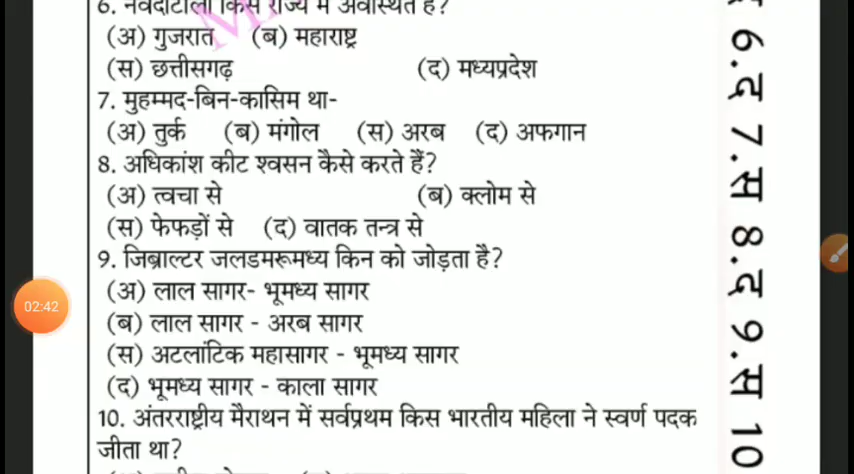 6. नवदाटोली किस राज्य में अवस्थित है?
(अ) गुजरात (ब) महाराष्ट्र
(स) छत्तीसगढ़ (द) मध्यप्रदेश
7. मुहम्मद-बिन-कासिम था-
(अ) तुर्क (ब) मंगोल (स) अरब (द) अफगान
8. अधिकांश कीट श्वसन कैसे करते हैं?
(अ) त्वचा से (ब) क्लोम से
(स) फेफड़ों से (द) वातक तन्त्र से
9. जिब्राल्टर जलडमरूमध्य किन को जोड़ता है?
(अ) लाल सागर- भूमध्य सागर
(ब) लाल सागर - अरब सागर
(स) अटलांटिक महासागर - भूमध्य सागर
(द) भूमध्य सागर - काला सागर
10. अंतरराष्ट्रीय मैराथन में सर्वप्रथम किस भारतीय महिला ने स्वर्ण पदक
जीता था?
6.द 7.स 8.द 9.स 10
02:42